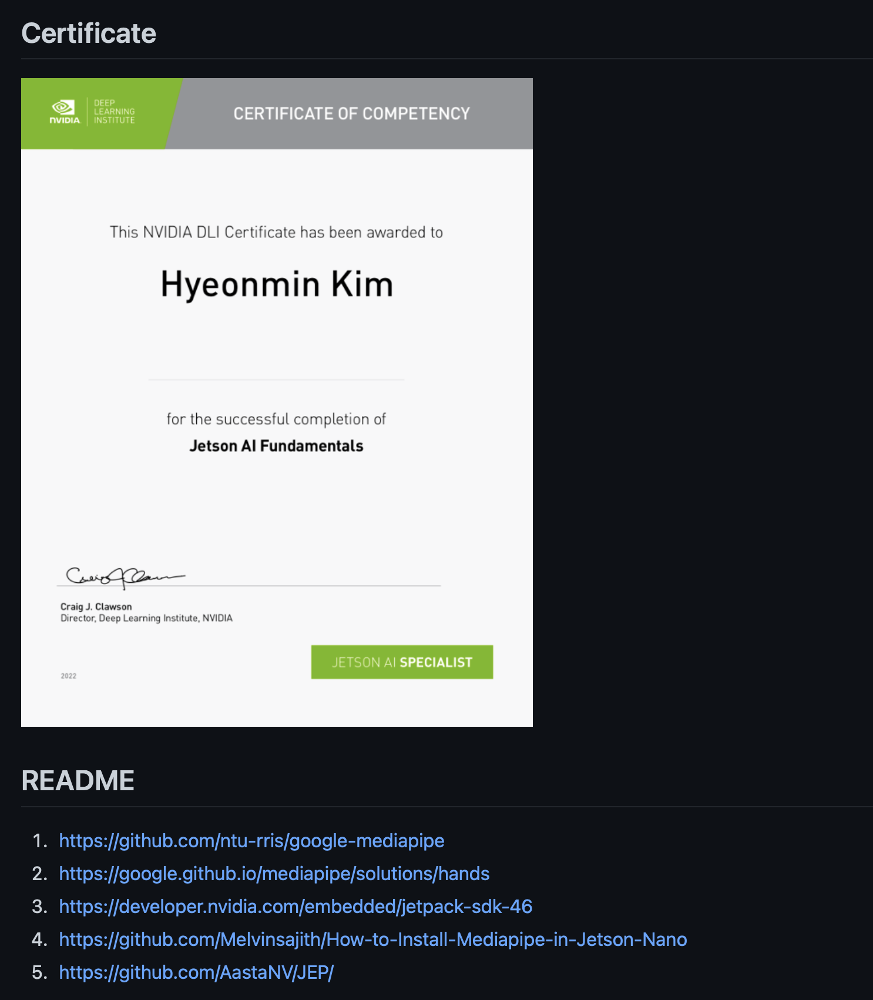 Certificate
NVIDIA
DEEP
LEARNING
INSTITUTE
CERTIFICATE OF COMPETENCY
This NVIDIA DLI Certificate has been awarded to
Hyeonmin Kim
for the successful completion of
Jetson AI Fundamentals
Craig J. Clawson
Craig J. Clawson
Director, Deep Learning Institute, NVIDIA
JETSON AI SPECIALIST
2022
README
1. https://github.com/ntu-rris/google-mediapipe
2. https://google.github.io/mediapipe/solutions/hands
3. https://developer.nvidia.com/embedded/jetpack-sdk-46
4. https://github.com/Melvinsajith/How-to-Install-Mediapipe-in-Jetson-Nano
5. https://github.com/AastaNV/JEP/